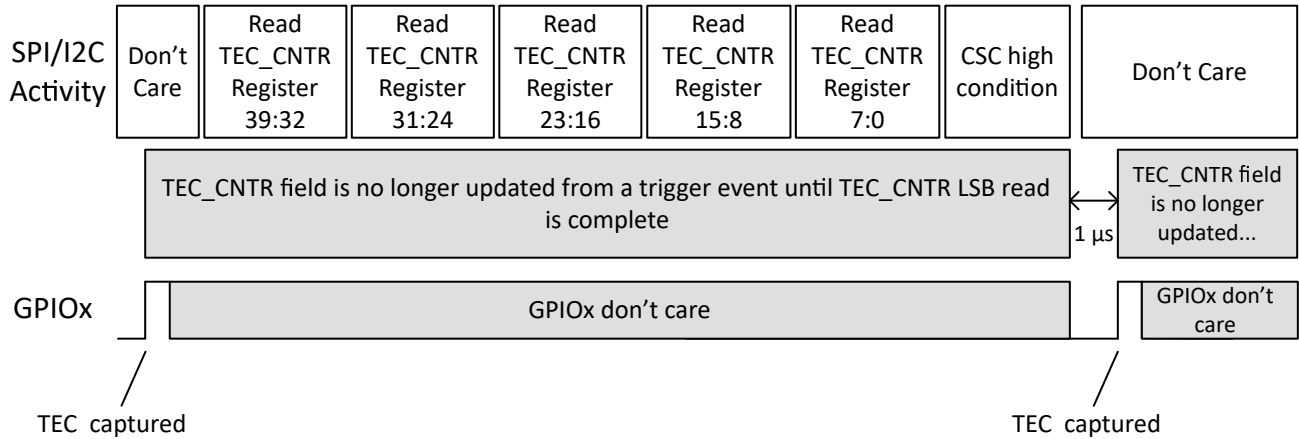 SPI/I2C
Activity
Don't
Care
Read
TEC_CNTR
Register
39:32
Read
TEC_CNTR
Register
31:24
Read
TEC_CNTR
Register
23:16
Read
TEC_CNTR
Register
15:8
Read
TEC_CNTR
Register
7:0
CSC high
condition
Don't Care
TEC_CNTR field is no longer updated from a trigger event until TEC_CNTR LSB read
is complete
1 µs
TEC_CNTR field
is no longer
updated...
GPIOx
GPIOx don't care
GPIOx don't
care
TEC captured
TEC captured